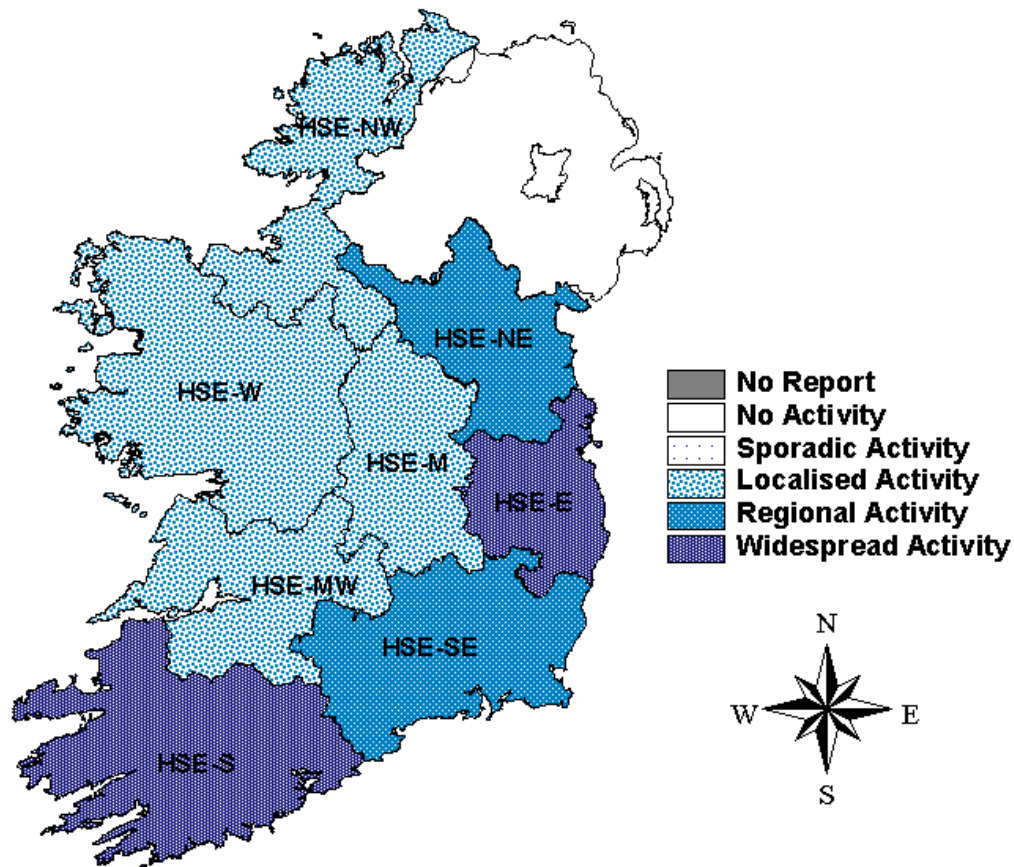 HSE-NW
HSE-NE
HSE-W
HSE-M
HSE-E
HSE-MW
HSE-SE
HSE-S
No Report
No Activity
Sporadic Activity
Localised Activity
Regional Activity
Widespread Activity
N
W E
S